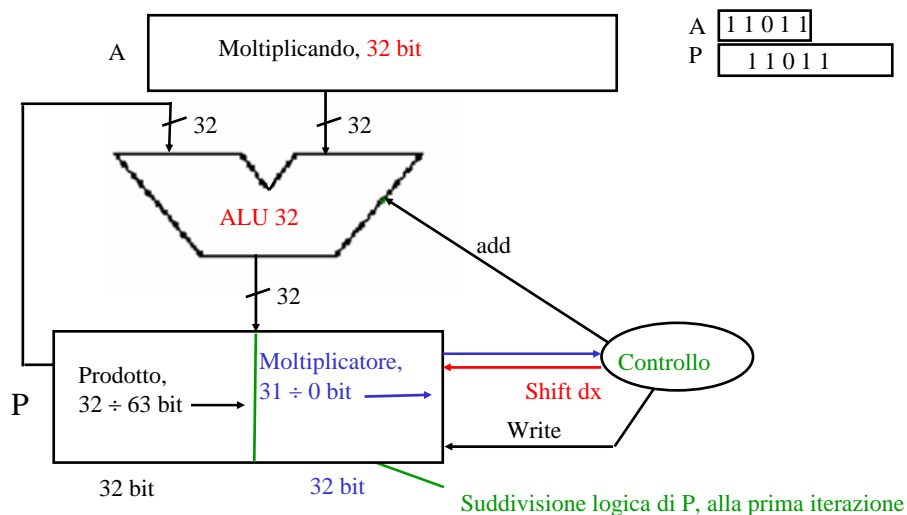 A
Moltiplicando, 32 bit
A
1 1 0 1 1
P
1 1 0 1 1
32
32
ALU 32
add
32
P
Prodotto,
32 ÷ 63 bit
Moltiplicatore,
31 ÷ 0 bit
Controllo
Shift dx
Write
32 bit
32 bit
Suddivisione logica di P, alla prima iterazione